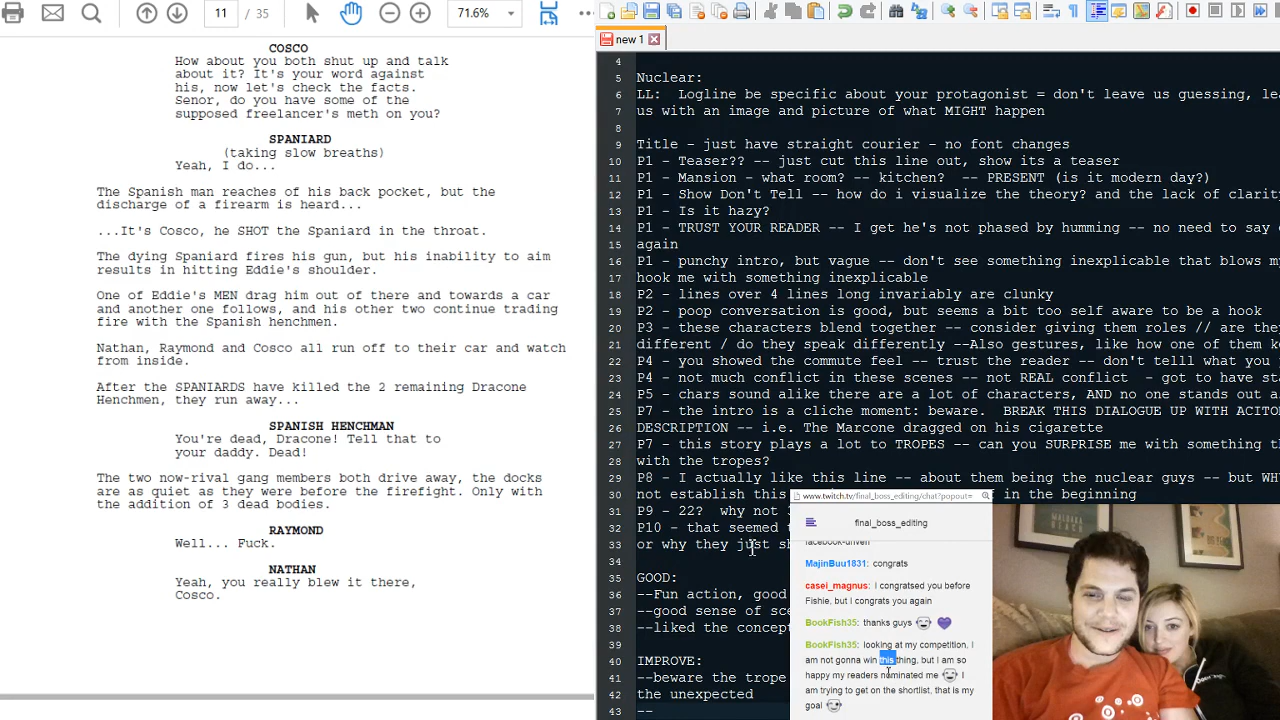 11 / 35
71.6%
COSCO
How about you both shut up and talk
about it? It's your word against
his, now let's check the facts.
Senor, do you have some of the
supposed freelancer's meth on you?
SPANIARD
(taking slow breaths)
Yeah, I do...
The Spanish man reaches of his back pocket, but the
discharge of a firearm is heard...
...It's Cosco, he SHOT the Spaniard in the throat.
The dying Spaniard fires his gun, but his inability to aim
results in hitting Eddie's shoulder.
One of Eddie's MEN drag him out of there and towards a car
and another one follows, and his other two continue trading
fire with the Spanish henchmen.
Nathan, Raymond and Cosco all run off to their car and watch
from inside.
After the SPANIARDS have killed the 2 remaining Dracone
Henchmen, they run away...
SPANISH HENCHMAN
You're dead, Dracone! Tell that to
your daddy. Dead!
The two now-rival gang members both drive away, the docks
are as quiet as they were before the firefight. Only with
the addition of 3 dead bodies.
RAYMOND
Well... Fuck.
NATHAN
Yeah, you really blew it there,
Cosco.
new 1
4
5 Nuclear:
6 LL: Logline be specific about your protagonist = don't leave us guessing,
7 us with an image and picture of what MIGHT happen
8
9 Title - just have straight courier - no font changes
10 P1 - Teaser?? -- just cut this line out, show its a teaser
11 P1 - Mansion - what room? -- kitchen? -- PRESENT (is it modern day?)
12 P1 - Show Don't Tell -- how do i visualize the theory? and the lack of
13 P1 - Is it hazy?
14 P1 - TRUST YOUR READER -- I get he's not phased by humming -- no need to say
15 again
16 P1 - punchy intro, but vague -- don't see something inexplicable that blows
17 hook me with something inexplicable
18 P2 - lines over 4 lines long invariably are clunky
19 P2 - poop conversation is good, but seems a bit too self aware to be a hook
20 P3 - these characters blend together -- consider giving them roles // are
21 different / do they speak differently --Also gestures, like how one of them
22 P4 - you showed the commute feel -- trust the reader -- don't telll what
23 P4 - not much conflict in these scenes -- not REAL conflict - got to have
24 P5 - chars sound alike there are a lot of characters, AND no one stands out
25 P7 - the intro is a cliche moment: beware. BREAK THIS DIALOGUE UP WITH ACITO
26 DESCRIPTION -- i.e. The Marcone dragged on his cigarette
27 P7 - this story plays a lot to TROPES -- can you SURPRISE me with something
28 with the tropes?
29 P8 - I actually like this line -- about them being the nuclear guys -- but
30 not establish this in the beginning
31 P9 - 22? why not
32 P10 - that seemed
33 or why they just
34
35 GOOD:
36 --Fun action, good
37 --good sense of
38 --liked the concept
39
40 IMPROVE:
41 --beware the trope
42 the unexpected
43 --
www.twitch.tv/final_boss_editing/chat?popout=
final_boss_editing
facebook-driven
MajinBuu1831: congrats
casei_magnus: I congratsed you before
Fishie, but I congrats you again
BookFish35: thanks guys
BookFish35: looking at my competition, I
am not gonna win this thing, but I am so
happy my readers nominated me I
am trying to get on the shortlist, that is my
goal